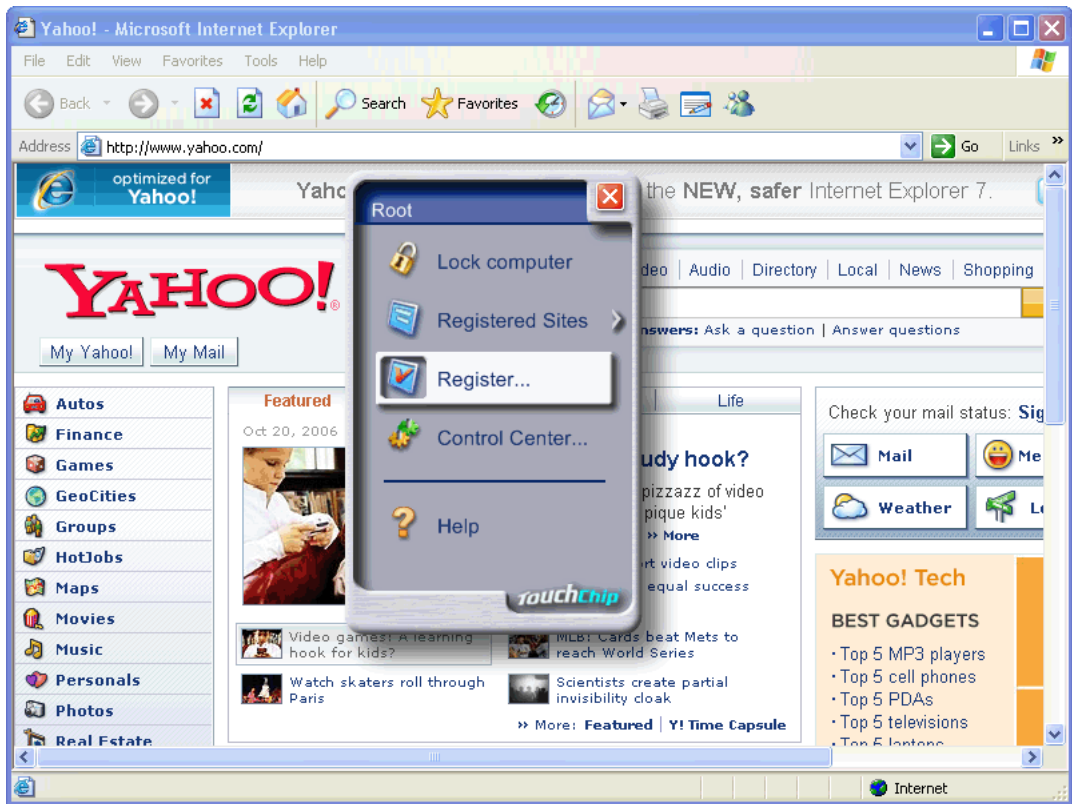 Yahoo! - Microsoft Internet Explorer
File Edit View Favorites Tools Help
Back Search Favorites
Address http://www.yahoo.com/ Go Links »
optimized for
Yahoo!
Yaho
the NEW, safer Internet Explorer 7.
Root
Lock computer
Registered Sites
Register...
Control Center...
Help
TouchChip
YAHOO!
deo | Audio | Directory | Local | News | Shopping
nswers: Ask a question | Answer questions
My Yahoo! My Mail
Autos
Finance
Games
GeoCities
Groups
HotJobs
Maps
Movies
Music
Personals
Photos
Real Estate
Featured
Life
Oct 20, 2006
udy hook?
pizzazz of video
pique kids'
» More
rt video clips
equal success
Video games! A learning
hook for kids?
MLB: Cards beat Mets to
reach World Series
Watch skaters roll through
Paris
Scientists create partial
invisibility cloak
» More: Featured | Y! Time Capsule
Check your mail status: Sig
Mail
Me
Weather
L
Yahoo! Tech
BEST GADGETS
· Top 5 MP3 players
· Top 5 cell phones
· Top 5 PDAs
· Top 5 televisions
· Top 5 laptops
Internet